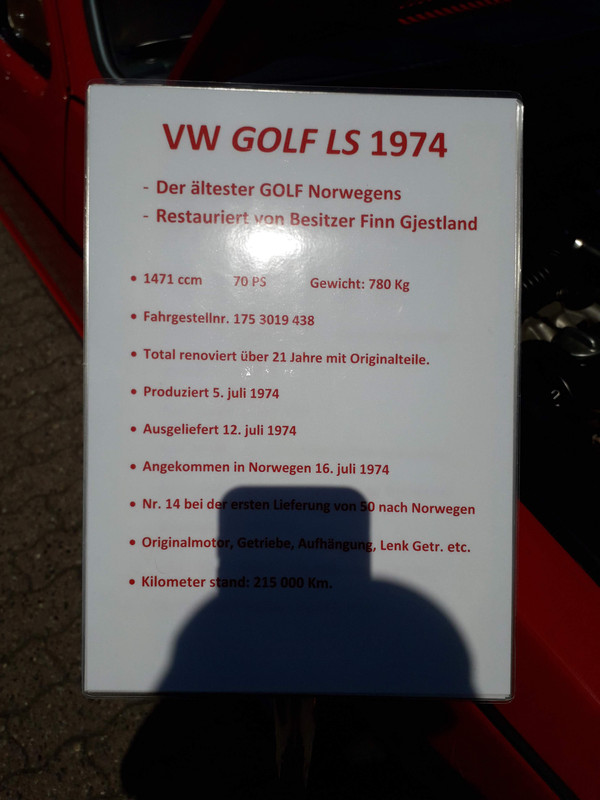 VW GOLF LS 1974
- Der ältester GOLF Norwegens
- Restauriert von Besitzer Finn Gjestland
• 1471 ccm 70 PS Gewicht: 780 Kg
• Fahrgestellnr. 175 3019 438
• Total renoviert über 21 Jahre mit Originalteile.
• Produziert 5. juli 1974
• Ausgeliefert 12. juli 1974
• Angekommen in Norwegen 16. juli 1974
• Nr. 14 bei der ersten Lieferung von 50 nach Norwegen
• Originalmotor, Getriebe, Aufhängung, Lenk Getr. etc.
• Kilometer stand: 215 000 Km.